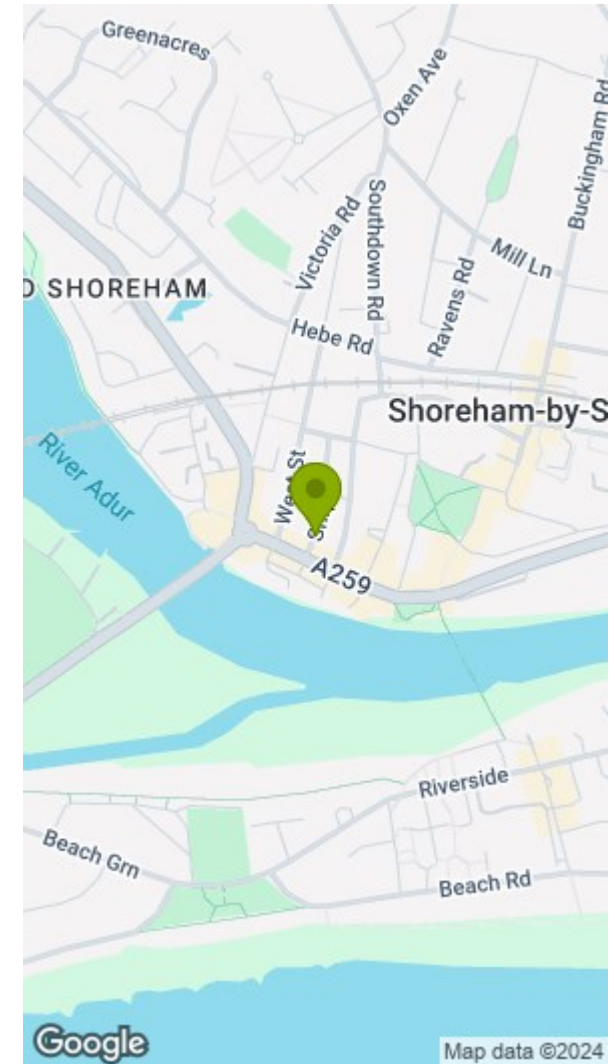 Greenacres
Oxen Ave
Buckingham Rd
Victoria Rd
Southdown Rd
Mill Ln
Ravens Rd
D SHOREHAM
Hebe Rd
Shoreham-by-S
River Adur
West St
A259
Riverside
Beach Grn
Beach Rd
Google
Map data ©2024